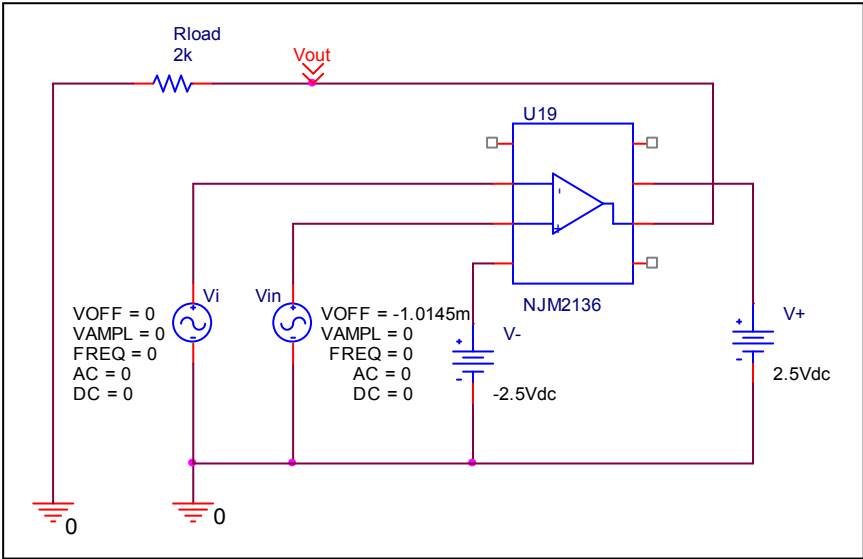 Rload
2k
Vout
U19
-
+
NJM2136
Vi
+
-
VOFF = 0
VAMPL = 0
FREQ = 0
AC = 0
DC = 0
Vin
+
-
VOFF = -1.0145m
VAMPL = 0
FREQ = 0
AC = 0
DC = 0
V-
+
-
-2.5Vdc
V+
+
-
2.5Vdc
0
0